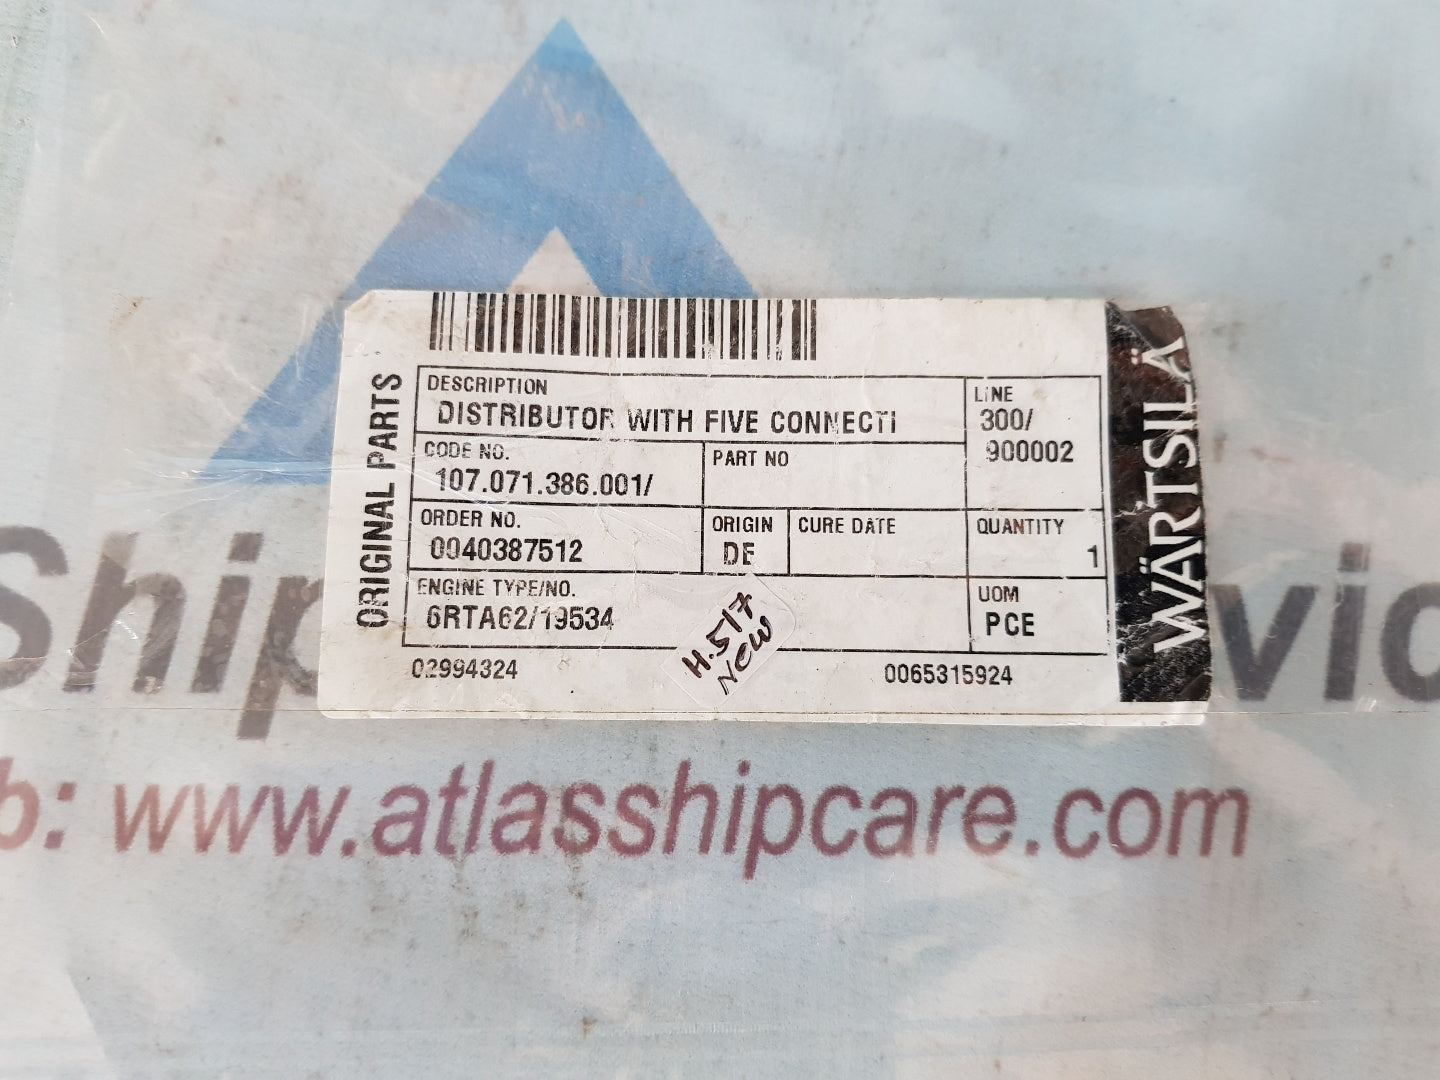 ORIGINAL PARTS
DESCRIPTION
DISTRIBUTOR WITH FIVE CONNECTI
LINE
300/
900002
CODE NO.
107.071.386.001/
PART NO
ORDER NO.
0040387512
ORIGIN
DE
CURE DATE
QUANTITY
1
ENGINE TYPE/NO.
6RTA62/19534
UOM
PCE
H.517
NEW
02994324
0065315924
WÄRTSILÄ
Ship
vic
b: www.atlasshipcare.com